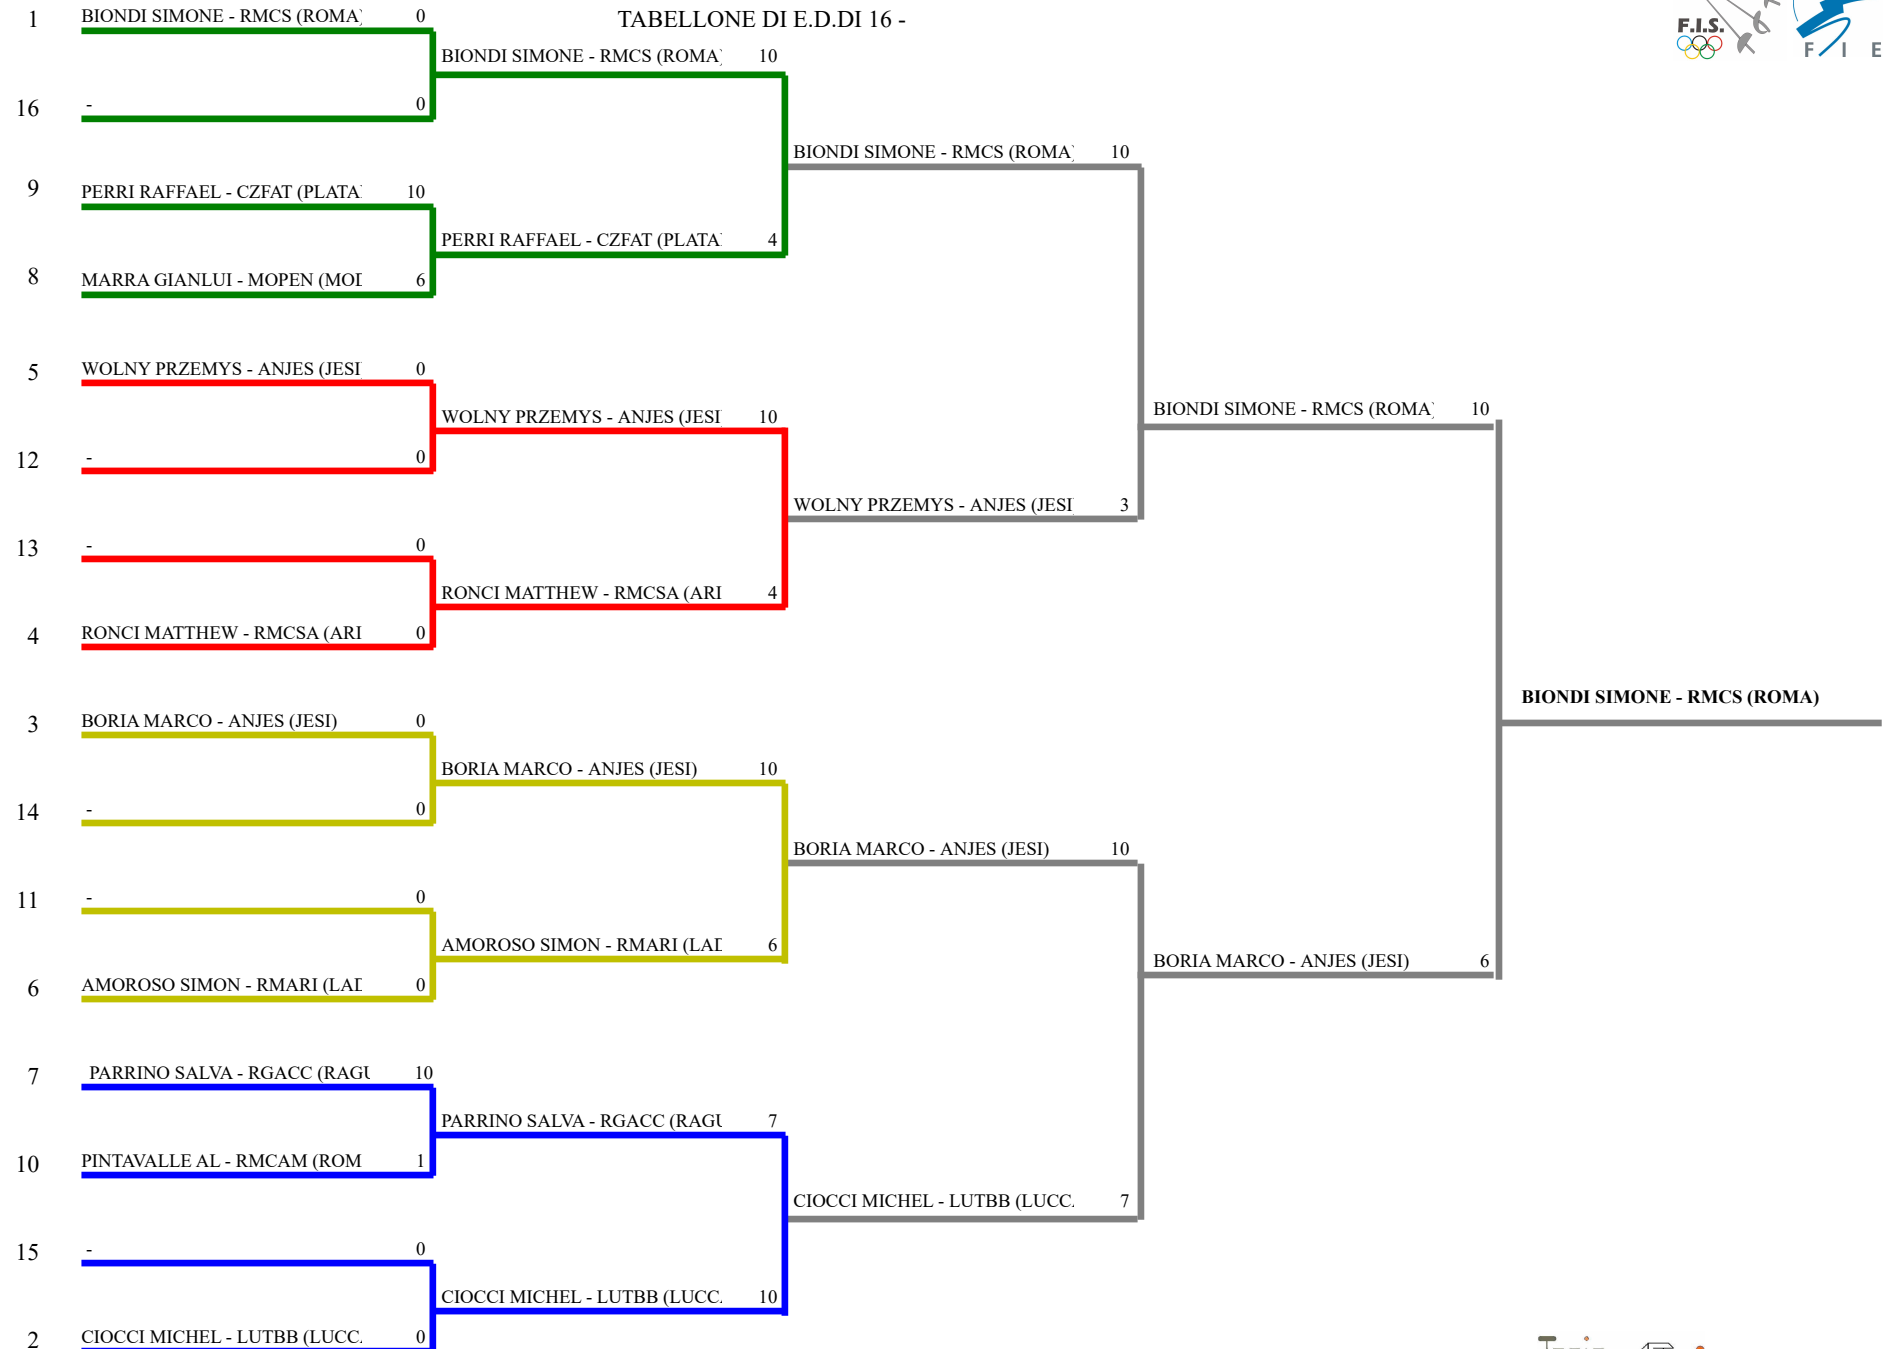 TABELLONE DI E.D.DI 16 -
F.I.S.
F I E
1 BIONDI SIMONE - RMCS (ROMA) 0
BIONDI SIMONE - RMCS (ROMA) 10
16 - 0
BIONDI SIMONE - RMCS (ROMA) 10
9 PERRI RAFFAEL - CZFAT (PLATA 10
PERRI RAFFAEL - CZFAT (PLATA 4
8 MARRA GIANLUI - MOPEN (MOD 6
5 WOLNY PRZEMYS - ANJES (JESI 0
BIONDI SIMONE - RMCS (ROMA) 10
WOLNY PRZEMYS - ANJES (JESI 10
12 - 0
WOLNY PRZEMYS - ANJES (JESI 3
13 - 0
RONCI MATTHEW - RMCSA (ARI 4
4 RONCI MATTHEW - RMCSA (ARI 0
BIONDI SIMONE - RMCS (ROMA)
3 BORIA MARCO - ANJES (JESI) 0
BORIA MARCO - ANJES (JESI) 10
14 - 0
BORIA MARCO - ANJES (JESI) 10
11 - 0
AMOROSO SIMON - RMARI (LAD 6
BORIA MARCO - ANJES (JESI) 6
6 AMOROSO SIMON - RMARI (LAD 0
7 PARRINO SALVA - RGACC (RAGU 10
PARRINO SALVA - RGACC (RAGU 7
10 PINTAVALLE AL - RMCAM (ROM 1
CIOCCI MICHEL - LUTBB (LUCC 7
15 - 0
CIOCCI MICHEL - LUTBB (LUCC 10
2 CIOCCI MICHEL - LUTBB (LUCC 0